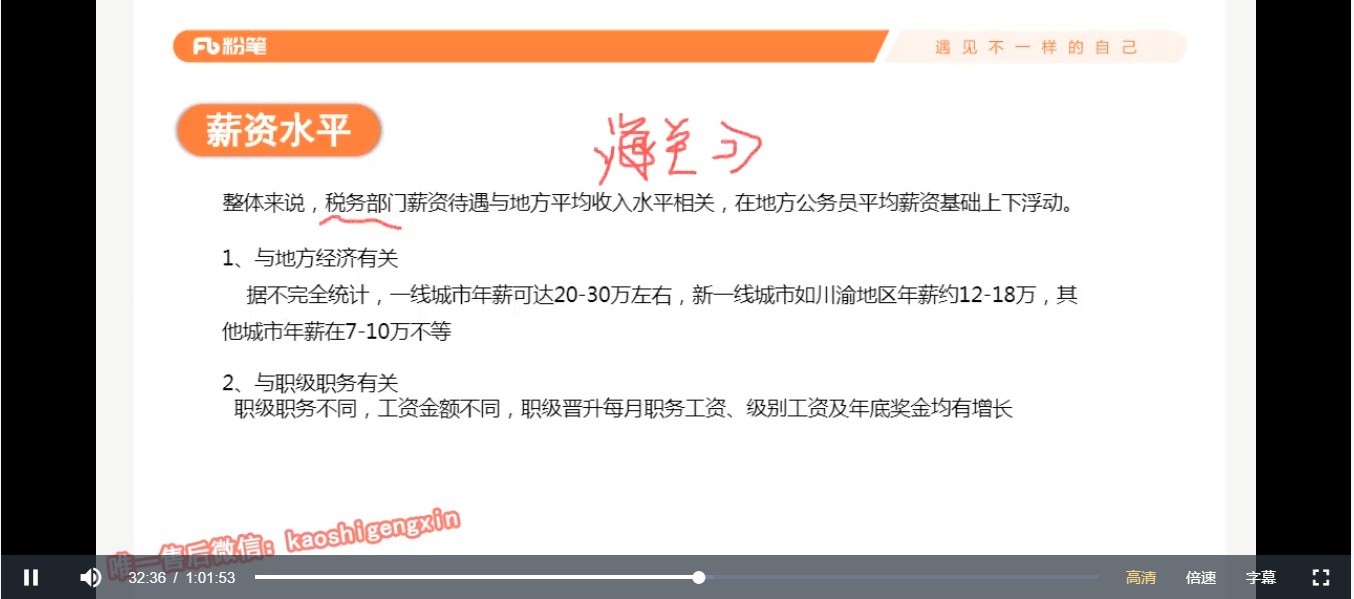 粉笔
遇见不一样的自己
薪资水平
海关
整体来说，税务部门薪资待遇与地方平均收入水平相关，在地方公务员平均薪资基础上下浮动。
1、与地方经济有关
据不完全统计，一线城市年薪可达20-30万左右，新一线城市如川渝地区年薪约12-18万，其
他城市年薪在7-10万不等
2、与职级职务有关
职级职务不同，工资金额不同，职级晋升每月职务工资、级别工资及年底奖金均有增长
唯一售后微信：kaoshigengxin
32:36 / 1:01:53
高清 倍速 字幕